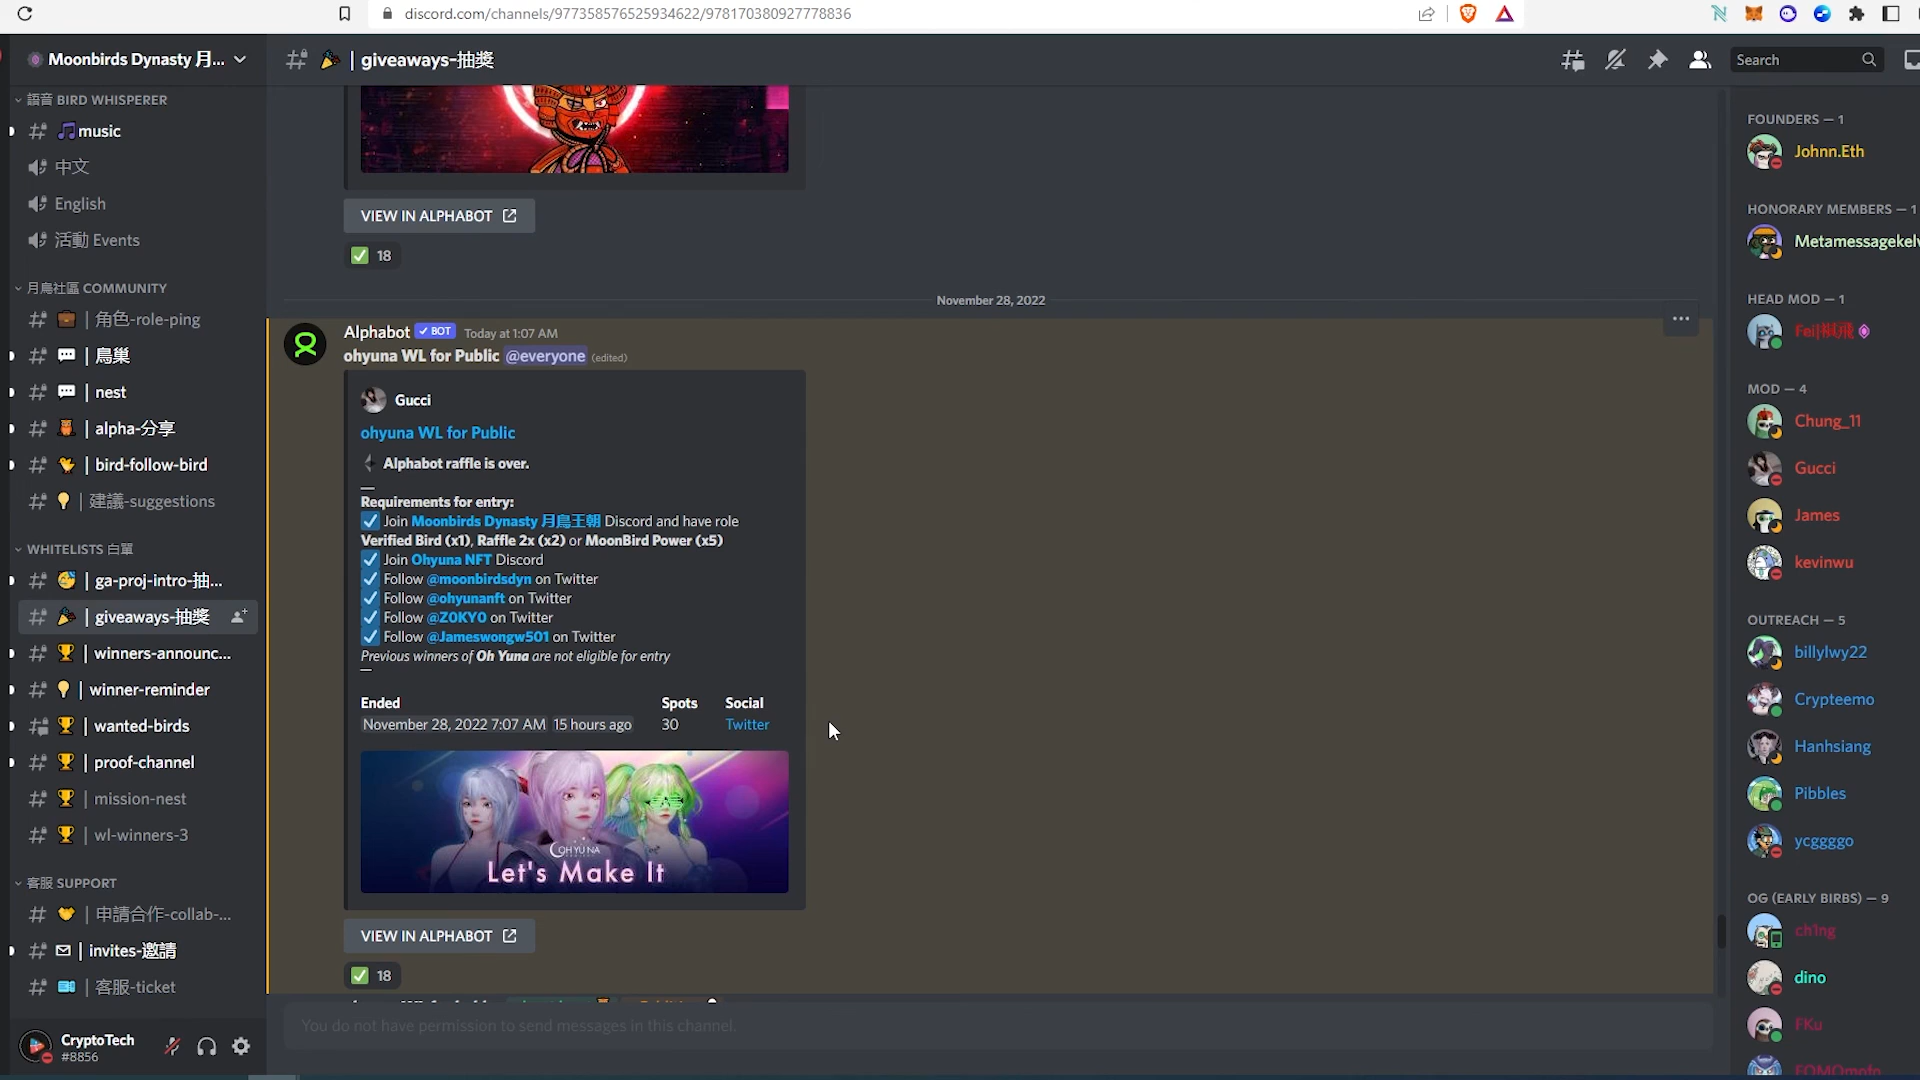 discord.com/channels/977358576525934622/978170380927778836
Moonbirds Dynasty 月...
| giveaways-抽獎
Search
語音 BIRD WHISPERER
music
中文
English
活動 Events
月鳥社區 COMMUNITY
| 角色-role-ping
| 鳥巢
| nest
| alpha-分享
| bird-follow-bird
| 建議-suggestions
WHITELISTS 白單
| ga-proj-intro-抽...
| giveaways-抽獎
| winners-announc...
| winner-reminder
| wanted-birds
| proof-channel
| mission-nest
| wl-winners-3
客服 SUPPORT
| 申請合作-collab-...
| invites-邀請
| 客服-ticket
CryptoTech
#8856
VIEW IN ALPHABOT
18
November 28, 2022
Alphabot BOT Today at 1:07 AM
ohyuna WL for Public @everyone (edited)
Gucci
ohyuna WL for Public
Alphabot raffle is over.
Requirements for entry:
Join Moonbirds Dynasty 月鳥王朝 Discord and have role
Verified Bird (x1), Raffle 2x (x2) or MoonBird Power (x5)
Join Ohyuna NFT Discord
Follow @moonbirdsdyn on Twitter
Follow @ohyunanft on Twitter
Follow @Z0KY0 on Twitter
Follow @Jameswongw501 on Twitter
Previous winners of Oh Yuna are not eligible for entry
Ended Spots Social
November 28, 2022 7:07 AM 15 hours ago 30 Twitter
OH YUNA
Let's Make It
VIEW IN ALPHABOT
18
You do not have permission to send messages in this channel.
FOUNDERS — 1
Johnn.Eth
HONORARY MEMBERS — 1
Metamessagekelv
HEAD MOD — 1
MOD — 4
Chung_11
Gucci
James
kevinwu
OUTREACH — 5
billylwy22
Crypteemo
Hanhsiang
Pibbles
ycggggo
OG (EARLY BIRBS) — 9
ch1ng
dino
FKu